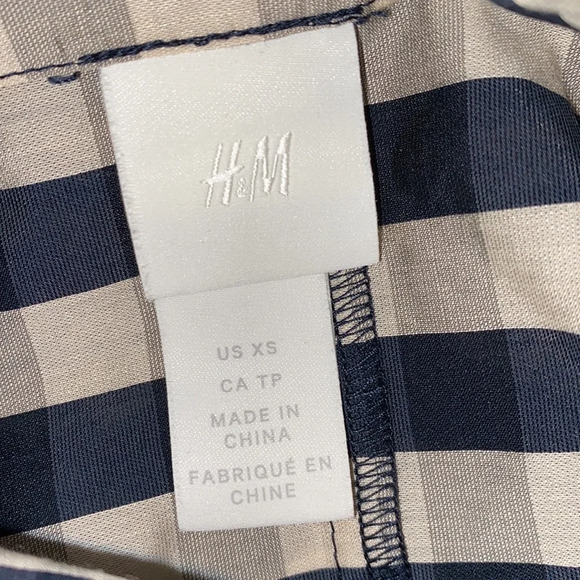 H&M
US XS
CA TP
MADE IN
CHINA
FABRIQUÉ EN
CHINE